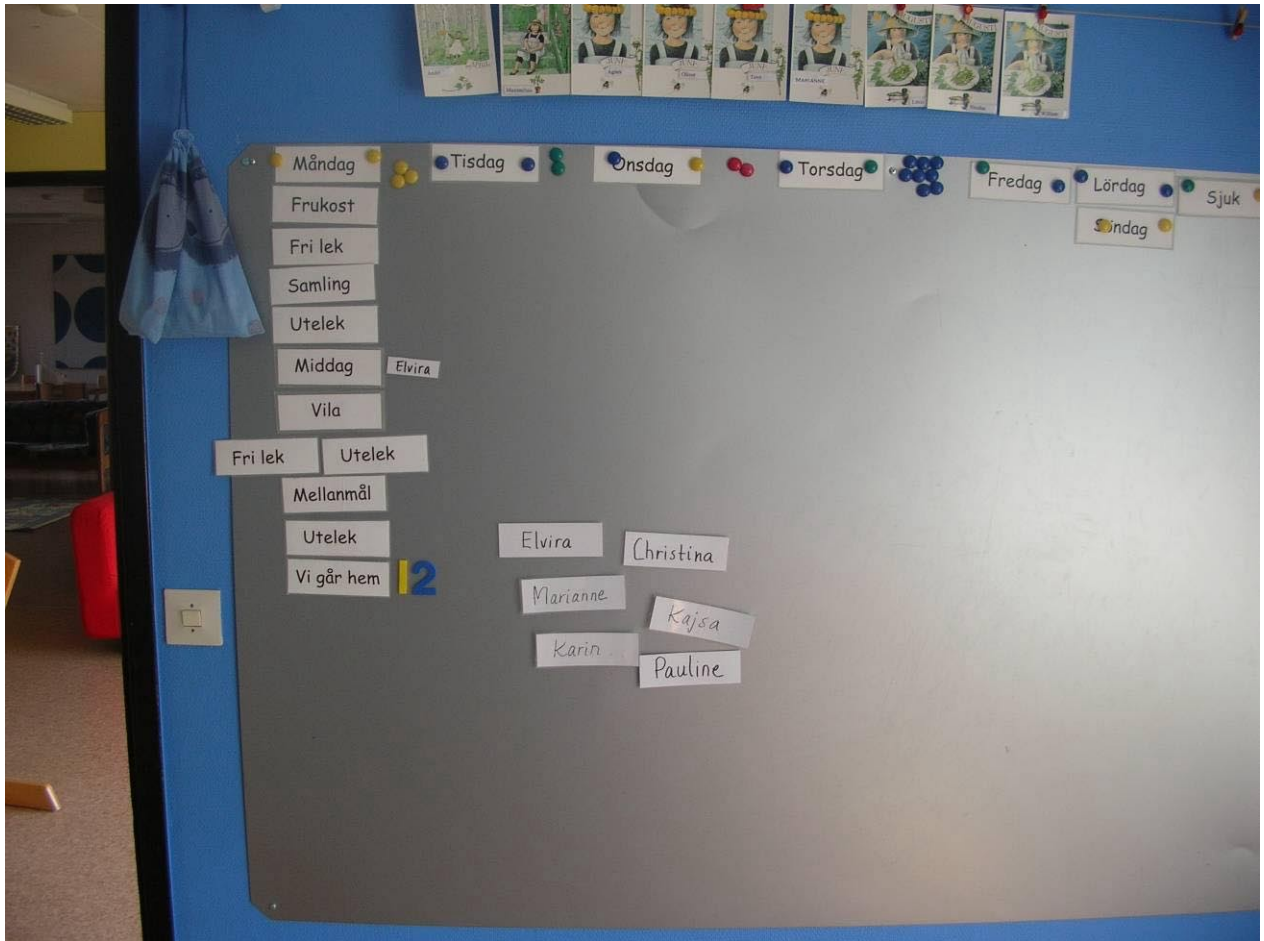 MARIANNE
Måndag
Tisdag
Onsdag
Torsdag
Fredag
Lördag
Sjuk
Söndag
Frukost
Fri lek
Samling
Utelek
Middag
Elvira
Vila
Fri lek
Utelek
Mellanmål
Utelek
Vi går hem
12
Elvira
Christina
Marianne
Kajsa
Karin
Pauline